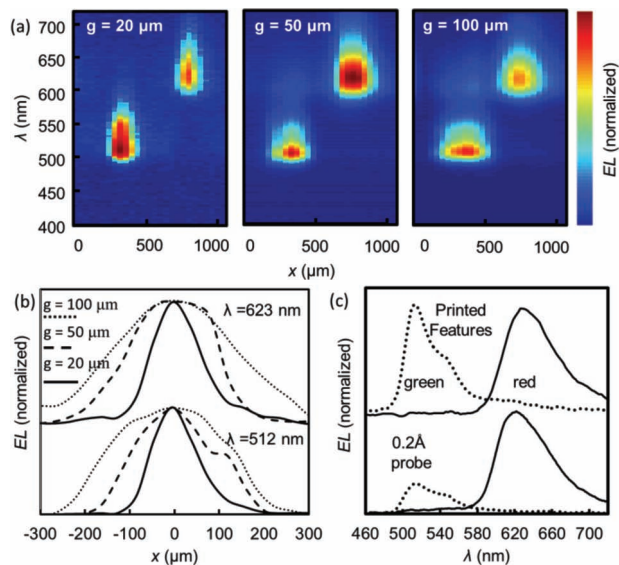 (a)
g = 20 µm
g = 50 µm
g = 100 µm
700
650
600
550
500
450
400
λ (nm)
0
500
1000
0
500
1000
0
500
1000
x (µm)
EL (normalized)
(b)
g = 100 µm
g = 50 µm
g = 20 µm
λ =623 nm
λ =512 nm
EL (normalized)
-300
-200
-100
0
100
200
300
x (µm)
(c)
Printed
Features
green
red
0.2Å
probe
EL (normalized)
460
500
540
580
620
660
700
λ (nm)